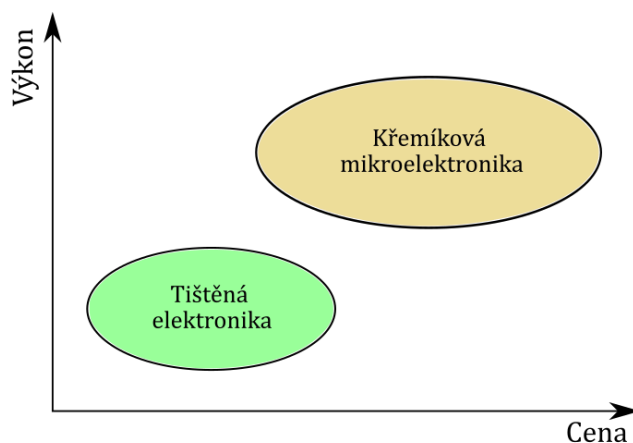 Výkon
Křemíková
mikroelektronika
Tištěná
elektronika
Cena